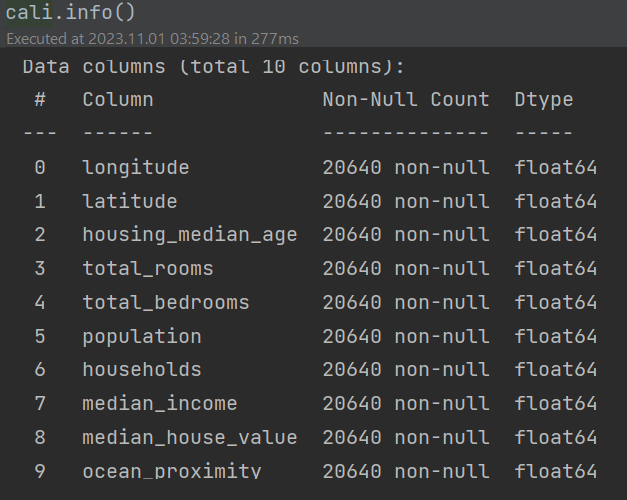 cali.info()
Executed at 2023.11.01 03:59:28 in 277ms
Data columns (total 10 columns):
 #   Column              Non-Null Count  Dtype
---  ------              --------------  -----
 0   longitude           20640 non-null  float64
 1   latitude            20640 non-null  float64
 2   housing_median_age  20640 non-null  float64
 3   total_rooms         20640 non-null  float64
 4   total_bedrooms      20640 non-null  float64
 5   population          20640 non-null  float64
 6   households          20640 non-null  float64
 7   median_income       20640 non-null  float64
 8   median_house_value  20640 non-null  float64
 9   ocean_proximity     20640 non-null  float64